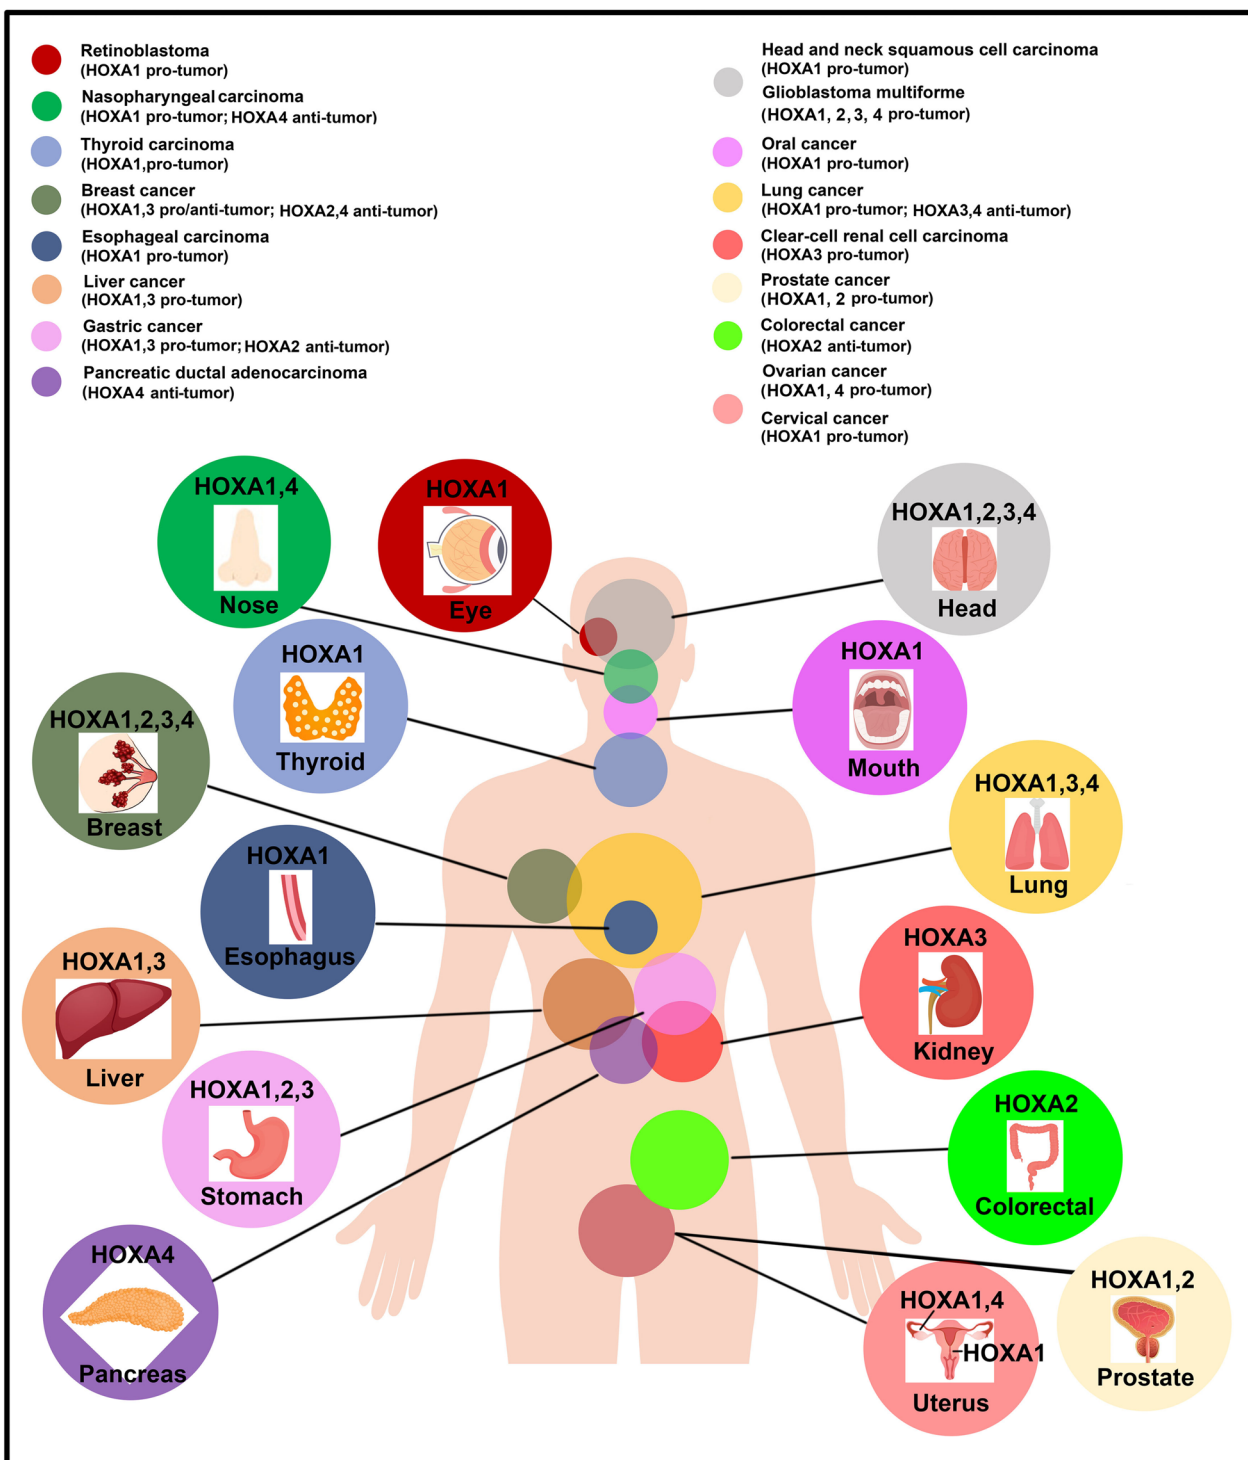 Retinoblastoma
(HOXA1 pro-tumor)
Nasopharyngeal carcinoma
(HOXA1 pro-tumor; HOXA4 anti-tumor)
Thyroid carcinoma
(HOXA1,pro-tumor)
Breast cancer
(HOXA1,3 pro/anti-tumor; HOXA2,4 anti-tumor)
Esophageal carcinoma
(HOXA1 pro-tumor)
Liver cancer
(HOXA1,3 pro-tumor)
Gastric cancer
(HOXA1,3 pro-tumor; HOXA2 anti-tumor)
Pancreatic ductal adenocarcinoma
(HOXA4 anti-tumor)
Head and neck squamous cell carcinoma
(HOXA1 pro-tumor)
Glioblastoma multiforme
(HOXA1, 2, 3, 4 pro-tumor)
Oral cancer
(HOXA1 pro-tumor)
Lung cancer
(HOXA1 pro-tumor; HOXA3,4 anti-tumor)
Clear-cell renal cell carcinoma
(HOXA3 pro-tumor)
Prostate cancer
(HOXA1, 2 pro-tumor)
Colorectal cancer
(HOXA2 anti-tumor)
Ovarian cancer
(HOXA1, 4 pro-tumor)
Cervical cancer
(HOXA1 pro-tumor)
HOXA1,4
Nose
HOXA1
Eye
HOXA1,2,3,4
Head
HOXA1
Thyroid
HOXA1
Mouth
HOXA1,2,3,4
Breast
HOXA1,3,4
Lung
HOXA1
Esophagus
HOXA3
Kidney
HOXA1,3
Liver
HOXA1,2,3
Stomach
HOXA2
Colorectal
HOXA4
Pancreas
HOXA1,4
HOXA1
Uterus
HOXA1,2
Prostate